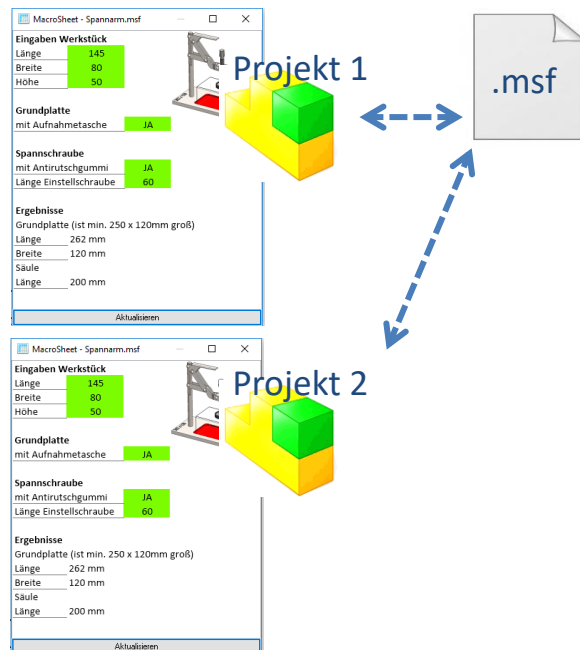 MacroSheet - Spannarm.msf
Eingaben Werkstück
Länge 145
Breite 80
Höhe 50
Grundplatte
mit Aufnahmetasche JA
Spannschraube
mit Antirutschgummi JA
Länge Einstellschraube 60
Ergebnisse
Grundplatte (ist min. 250 x 120mm groß)
Länge 262 mm
Breite 120 mm
Säule
Länge 200 mm
Aktualisieren
Projekt 1
.msf
MacroSheet - Spannarm.msf
Eingaben Werkstück
Länge 145
Breite 80
Höhe 50
Grundplatte
mit Aufnahmetasche JA
Spannschraube
mit Antirutschgummi JA
Länge Einstellschraube 60
Ergebnisse
Grundplatte (ist min. 250 x 120mm groß)
Länge 262 mm
Breite 120 mm
Säule
Länge 200 mm
Aktualisieren
Projekt 2